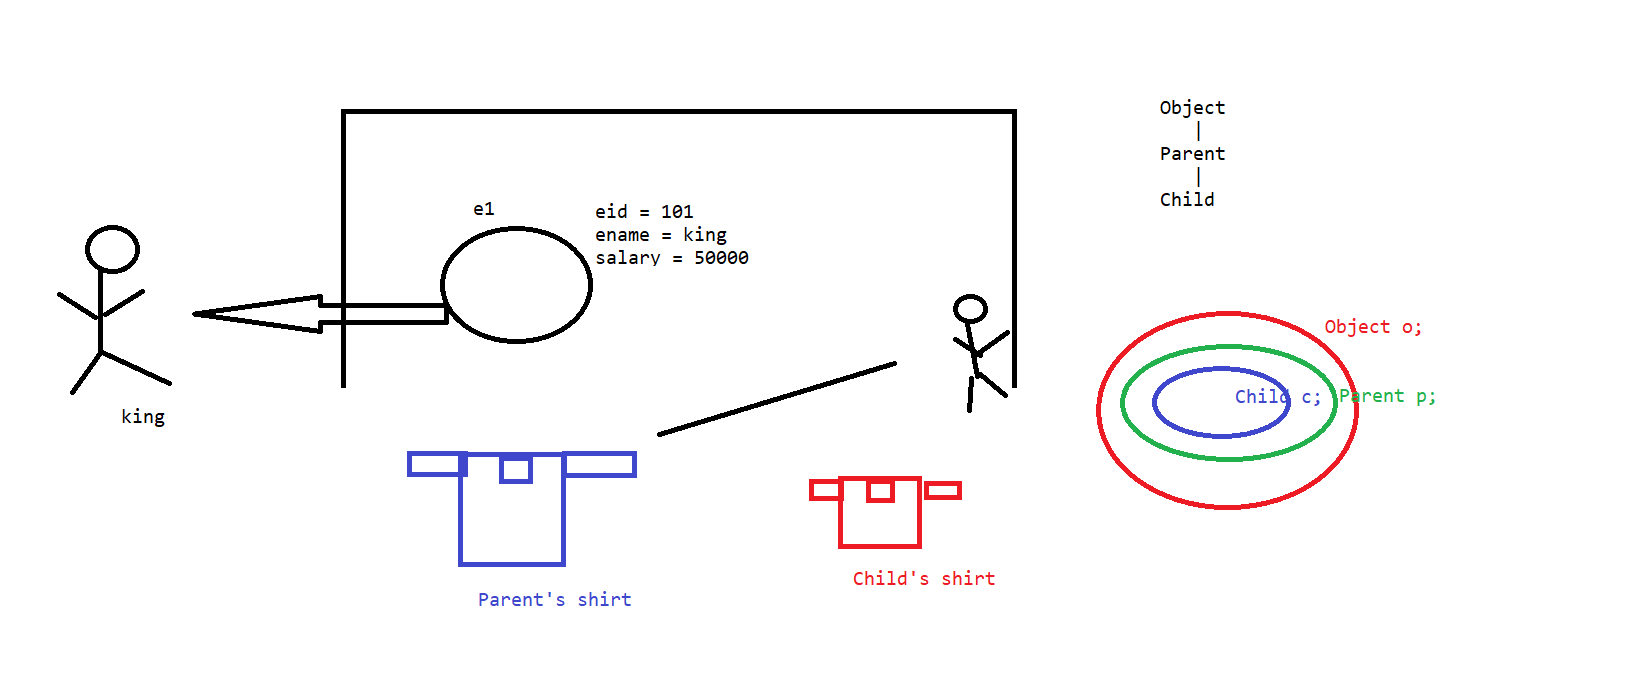 Object
|
Parent
|
Child
e1
eid = 101
ename = king
salary = 50000
king
Object o;
Child c;
Parent p;
Parent's shirt
Child's shirt